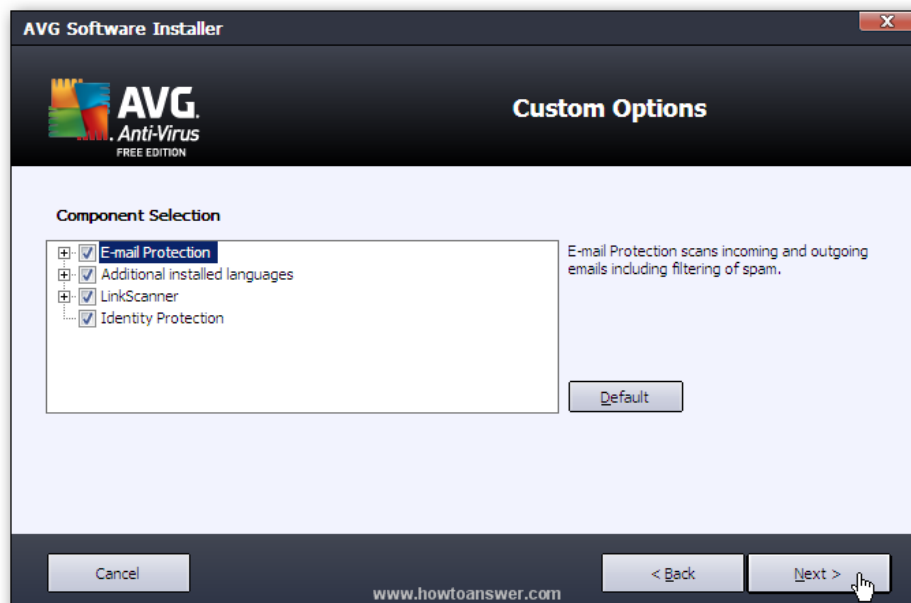 AVG Software Installer
X
AVG.
Anti-Virus
FREE EDITION
Custom Options
Component Selection
E-mail Protection
Additional installed languages
LinkScanner
Identity Protection
E-mail Protection scans incoming and outgoing
emails including filtering of spam.
Default
Cancel
< Back
Next >
www.howtoanswer.com